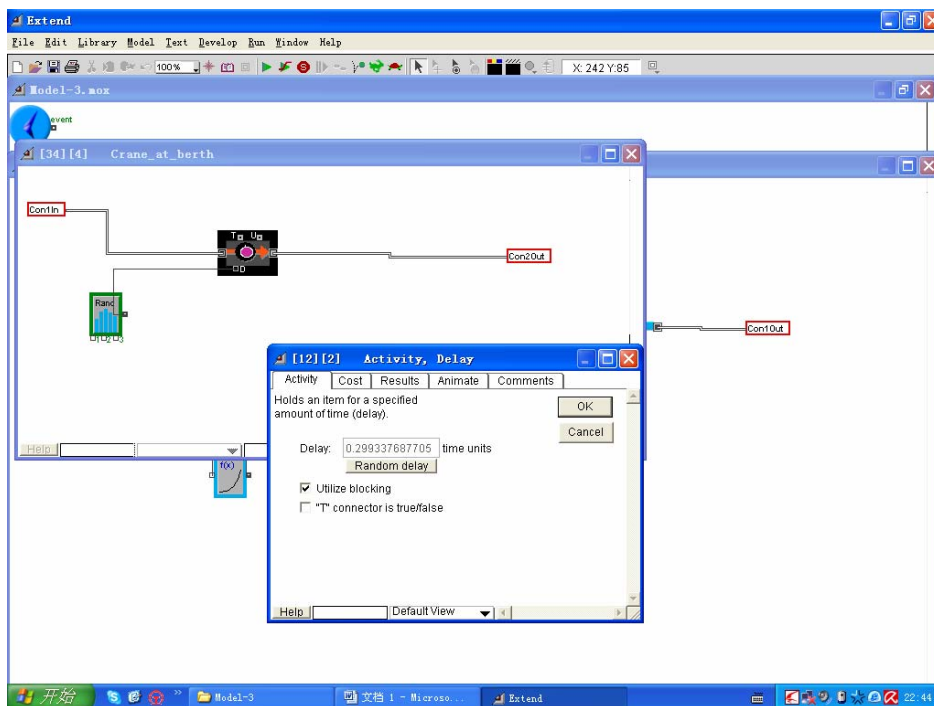 Extend
File Edit Library Model Text Develop Run Window Help
100%
X: 242 Y:85
Model-3.mox
event
[34][4] Crane_at_berth
Con1In
T U
D
Con2Out
Rand
1 2 3
Con1Out
Help
f(x)
[12][2] Activity, Delay
Activity Cost Results Animate Comments
Holds an item for a specified
amount of time (delay).
OK
Cancel
Delay: 0.299337687705 time units
Random delay
Utilize blocking
"T" connector is true/false
Help Default View
开始 Model-3 文档 1 - Microso... Extend 22:44